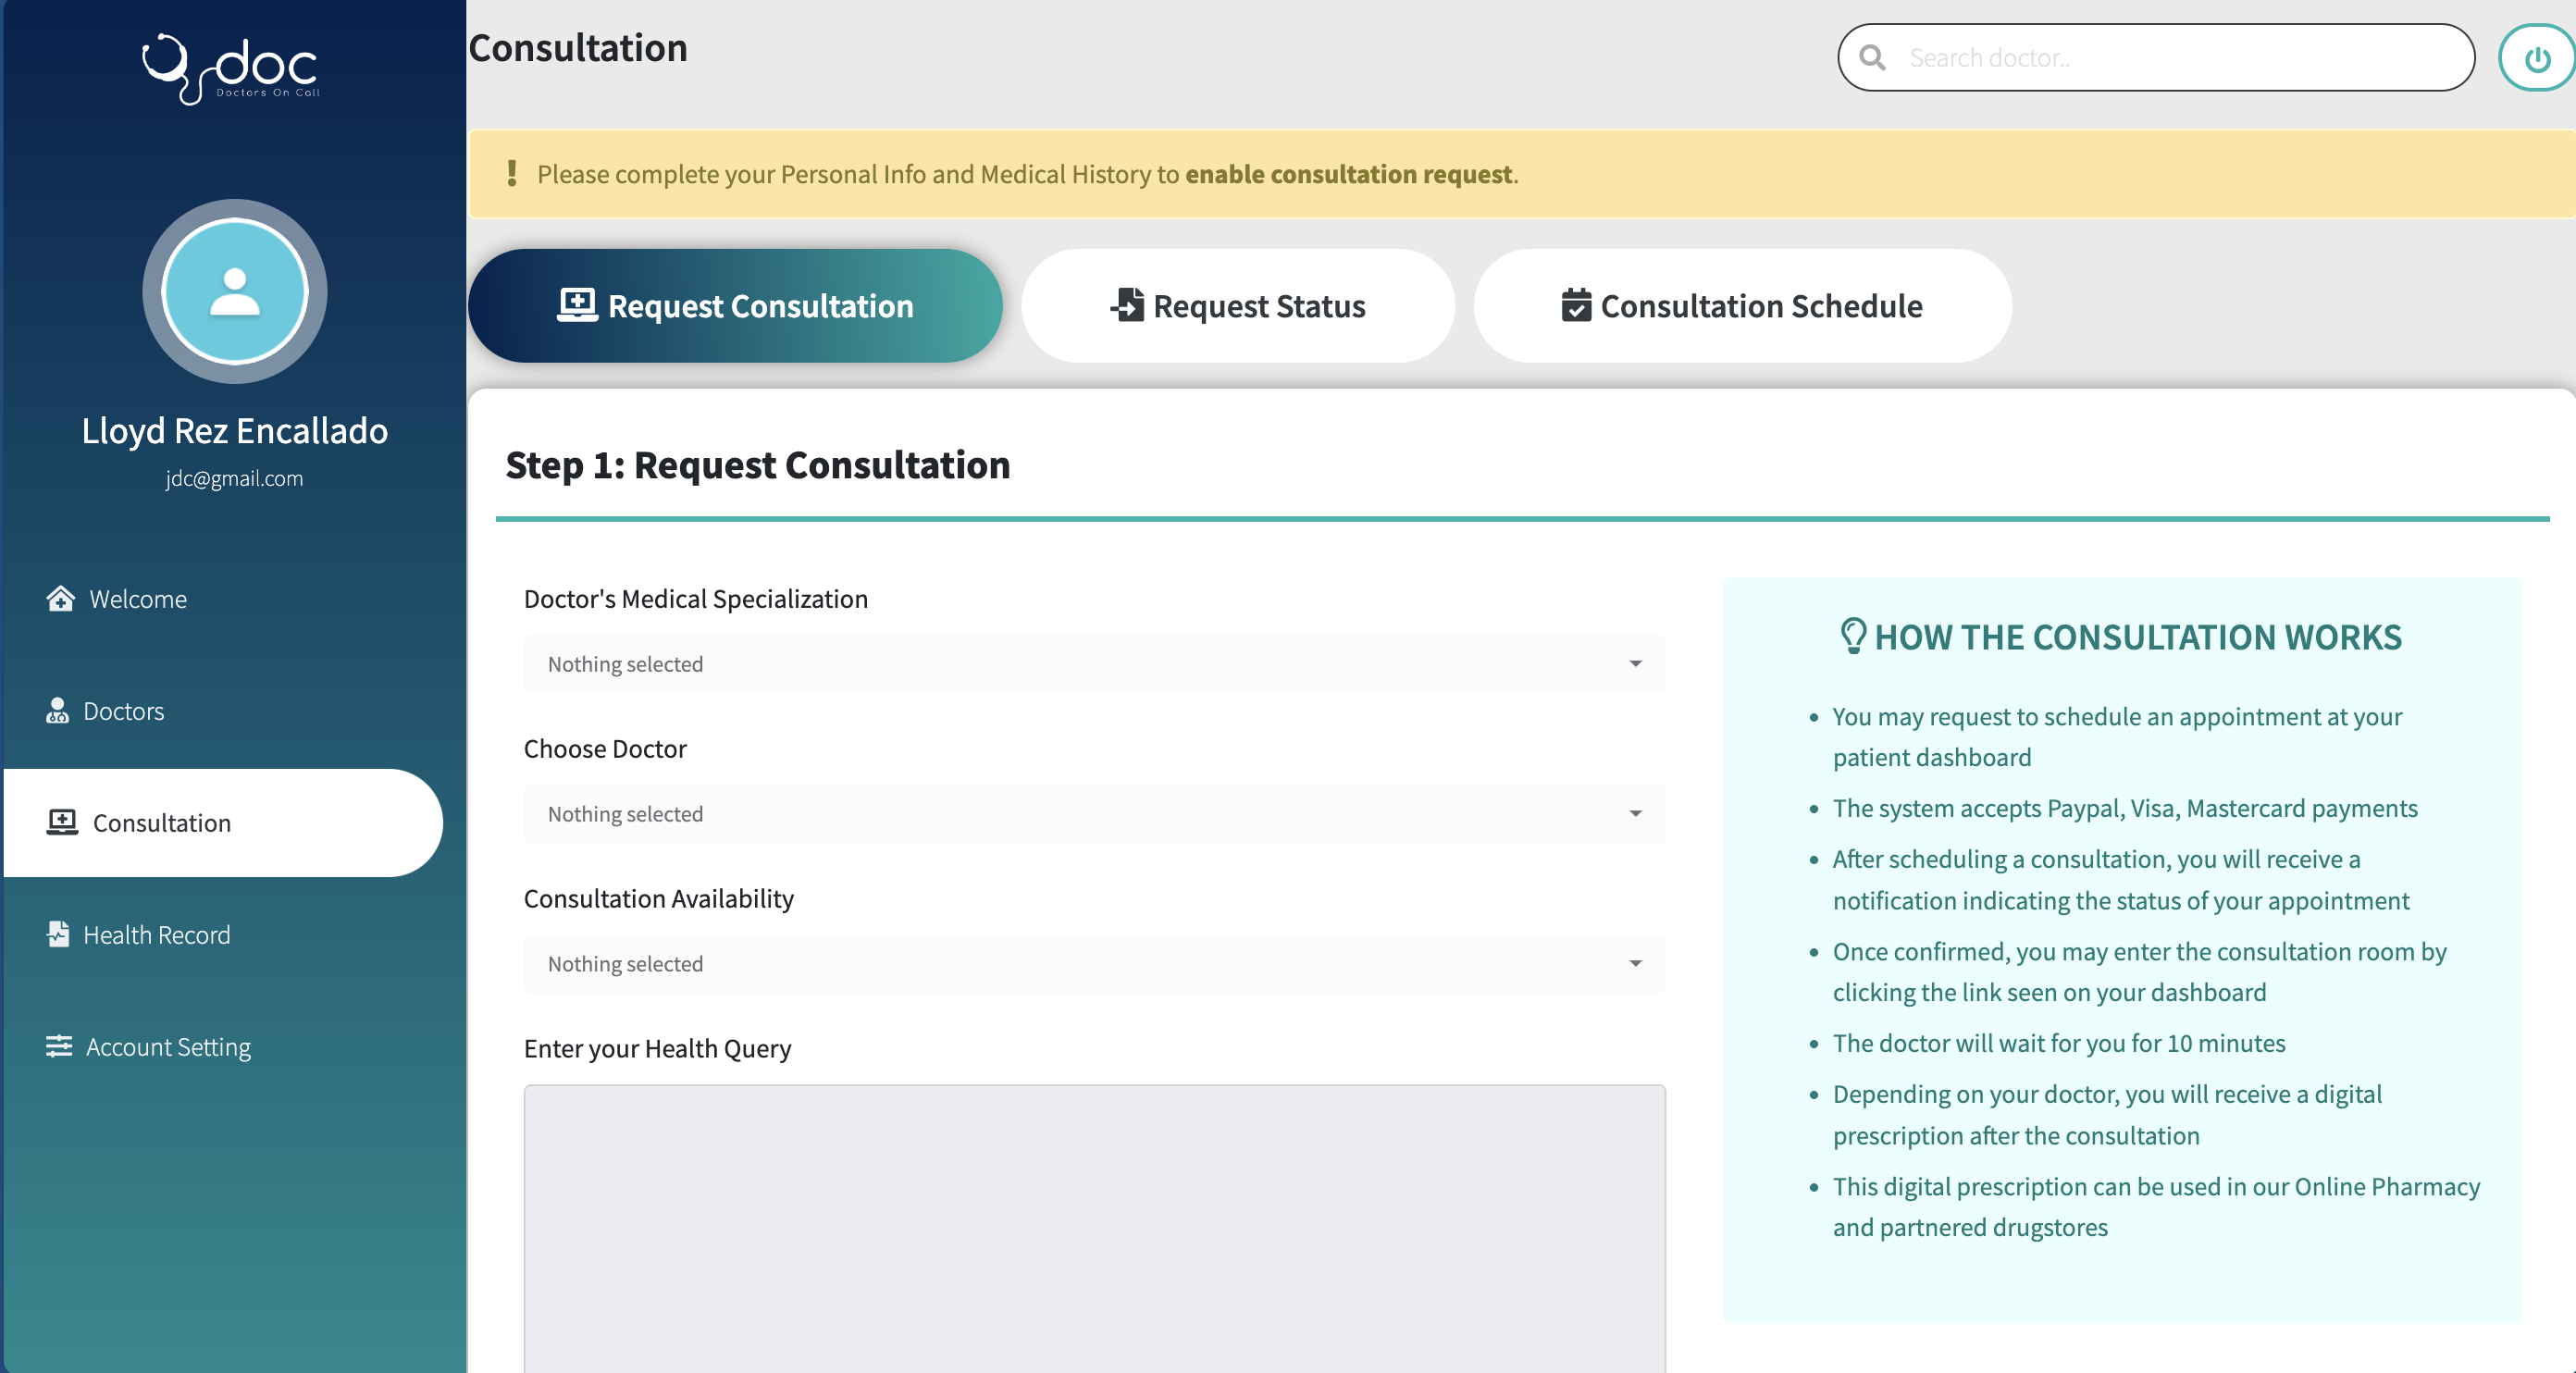 doc
Doctors On Call
Lloyd Rez Encallado
jdc@gmail.com
Welcome
Doctors
Consultation
Health Record
Account Setting
Consultation
Search doctor..
Please complete your Personal Info and Medical History to enable consultation request.
Request Consultation
Request Status
Consultation Schedule
Step 1: Request Consultation
Doctor's Medical Specialization
Nothing selected
Choose Doctor
Nothing selected
Consultation Availability
Nothing selected
Enter your Health Query
HOW THE CONSULTATION WORKS
• You may request to schedule an appointment at your
patient dashboard
• The system accepts Paypal, Visa, Mastercard payments
• After scheduling a consultation, you will receive a
notification indicating the status of your appointment
• Once confirmed, you may enter the consultation room by
clicking the link seen on your dashboard
• The doctor will wait for you for 10 minutes
• Depending on your doctor, you will receive a digital
prescription after the consultation
• This digital prescription can be used in our Online Pharmacy
and partnered drugstores